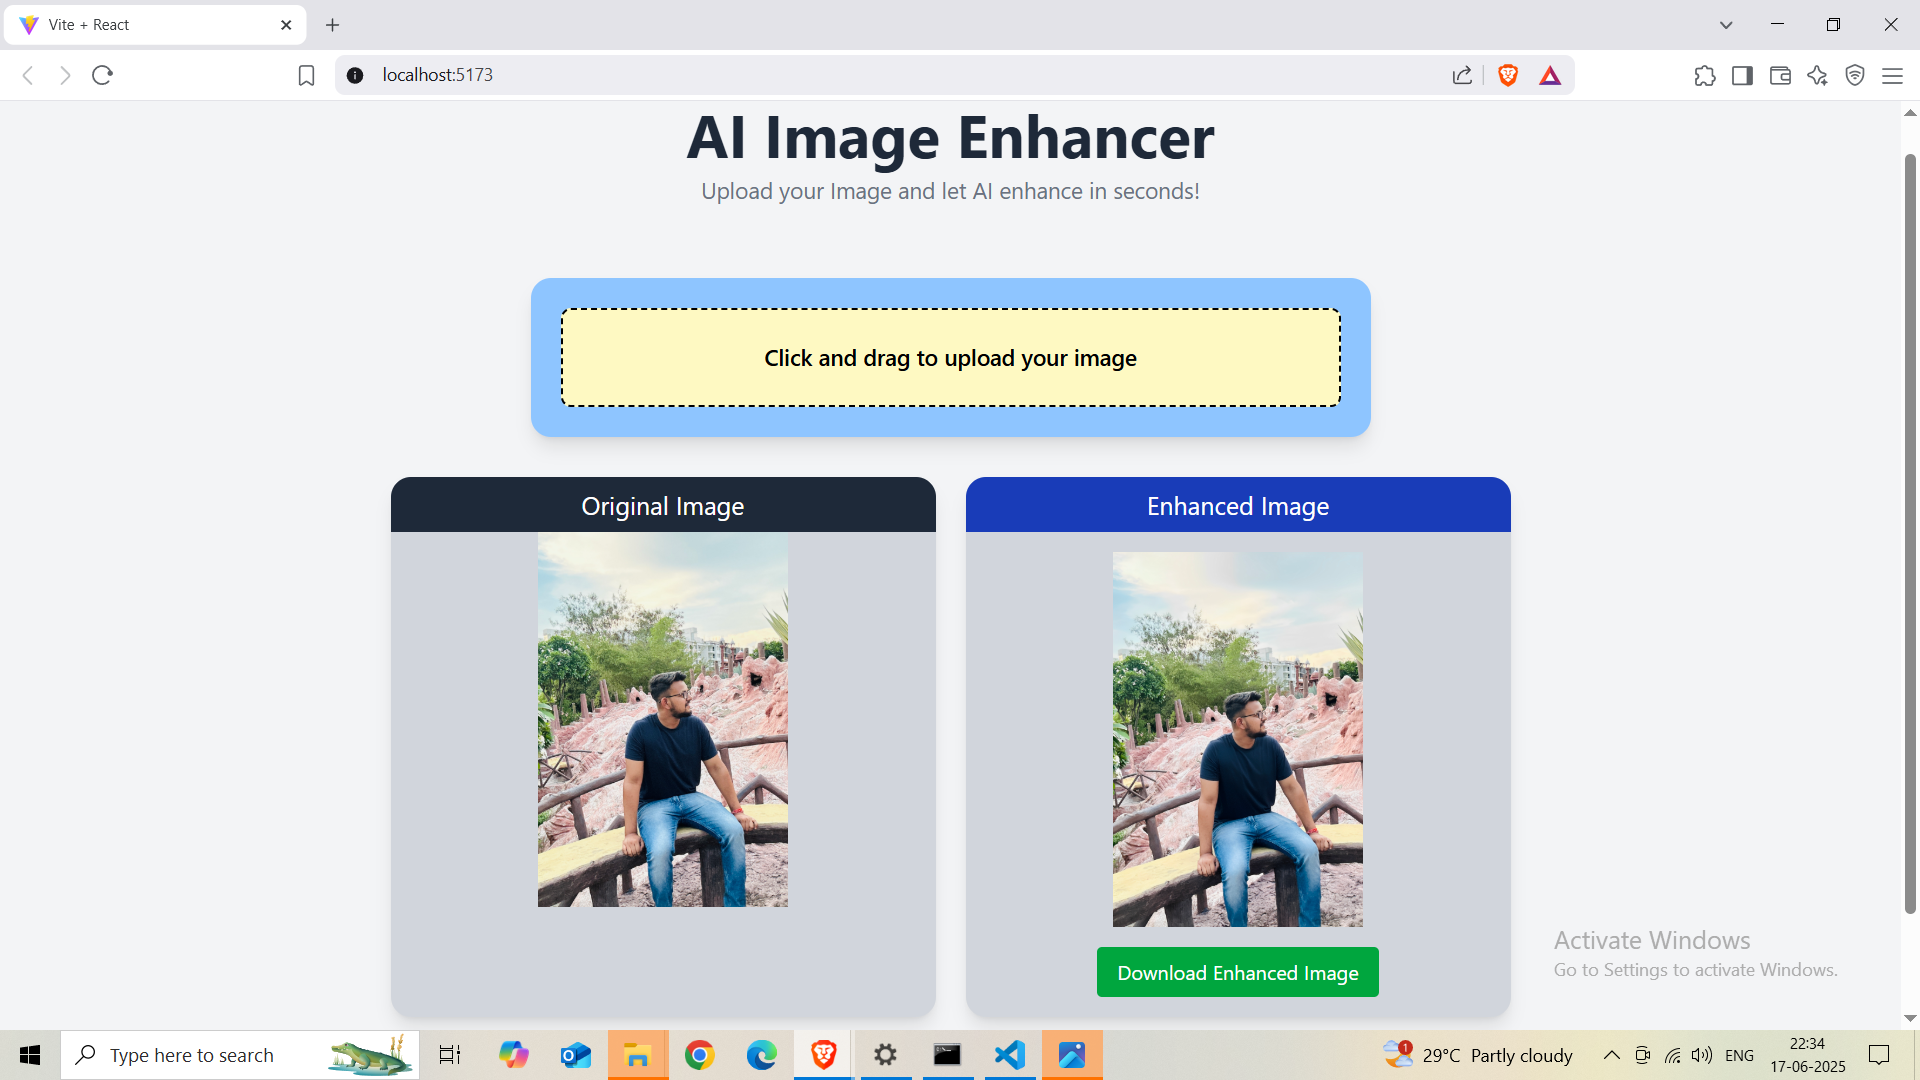 Vite + React
localhost:5173
AI Image Enhancer
Upload your Image and let AI enhance in seconds!
Click and drag to upload your image
Original Image
Enhanced Image
Download Enhanced Image
Activate Windows
Go to Settings to activate Windows.
Type here to search
1
29°C Partly cloudy
ENG
22:34
17-06-2025